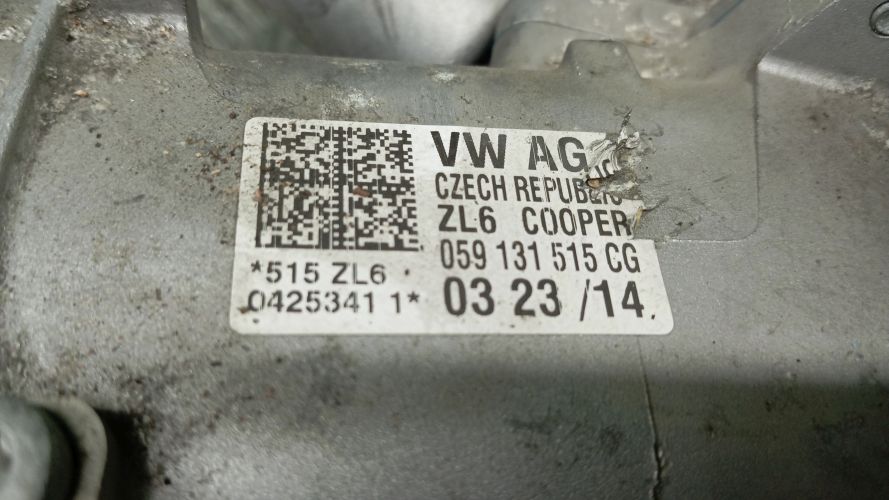 VW AG
CZECH REPUBLIC
ZL6 COOPER
059 131 515 CG
03 23 /14
*515 ZL6
0425341 1*